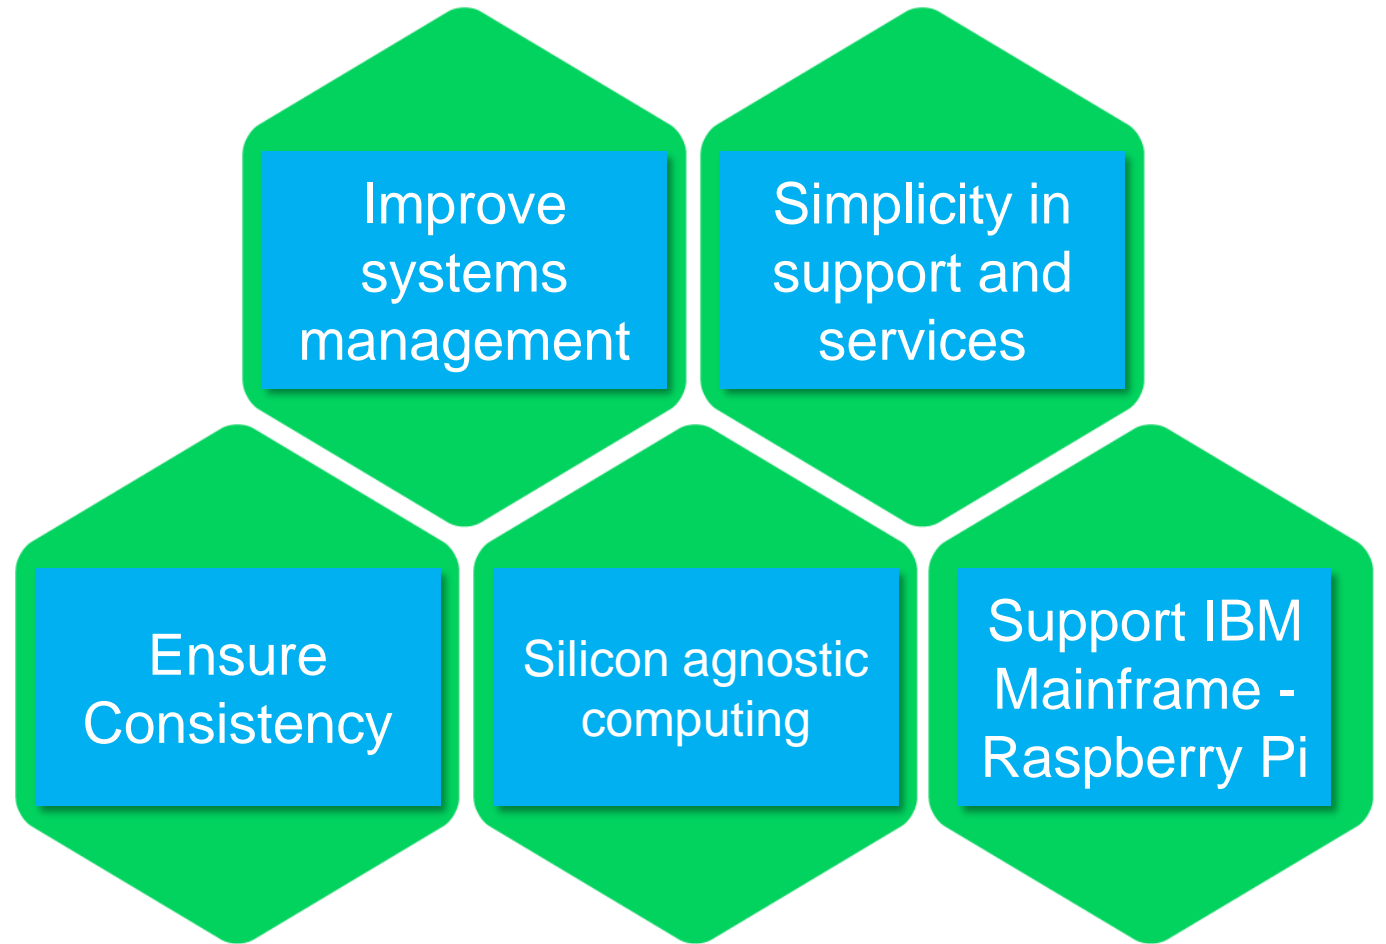 Improve
systems
management
Simplicity in
support and
services
Ensure
Consistency
Silicon agnostic
computing
Support IBM
Mainframe -
Raspberry Pi